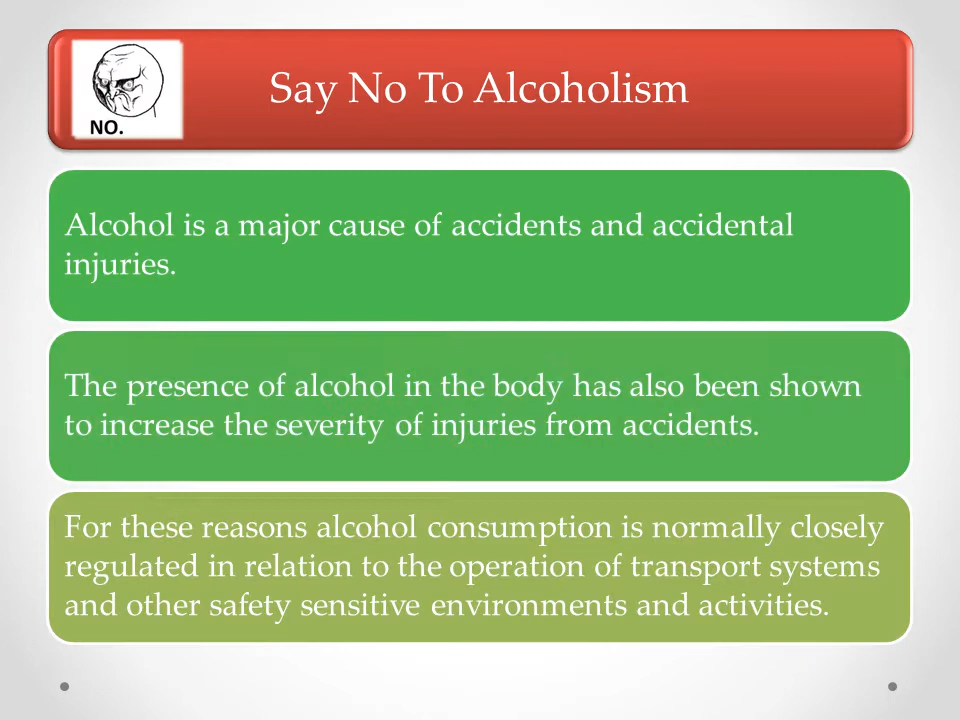 NO.
Say No To Alcoholism
Alcohol is a major cause of accidents and accidental
injuries.
The presence of alcohol in the body has also been shown
to increase the severity of injuries from accidents.
For these reasons alcohol consumption is normally closely
regulated in relation to the operation of transport systems
and other safety sensitive environments and activities.